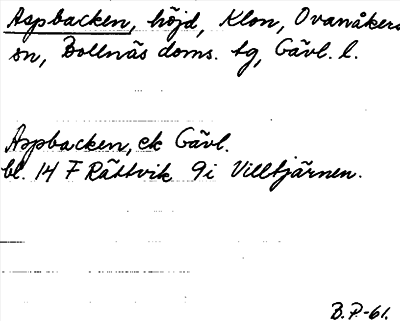 Aspbacken, höjd, Klon, Ovanåkers
sn, Bollnäs doms. tg, Gävl. l.
Aspbacken, ek Gävl.
bl. 14 F Rättvik 9i Villtjärnen.
B.P-61.